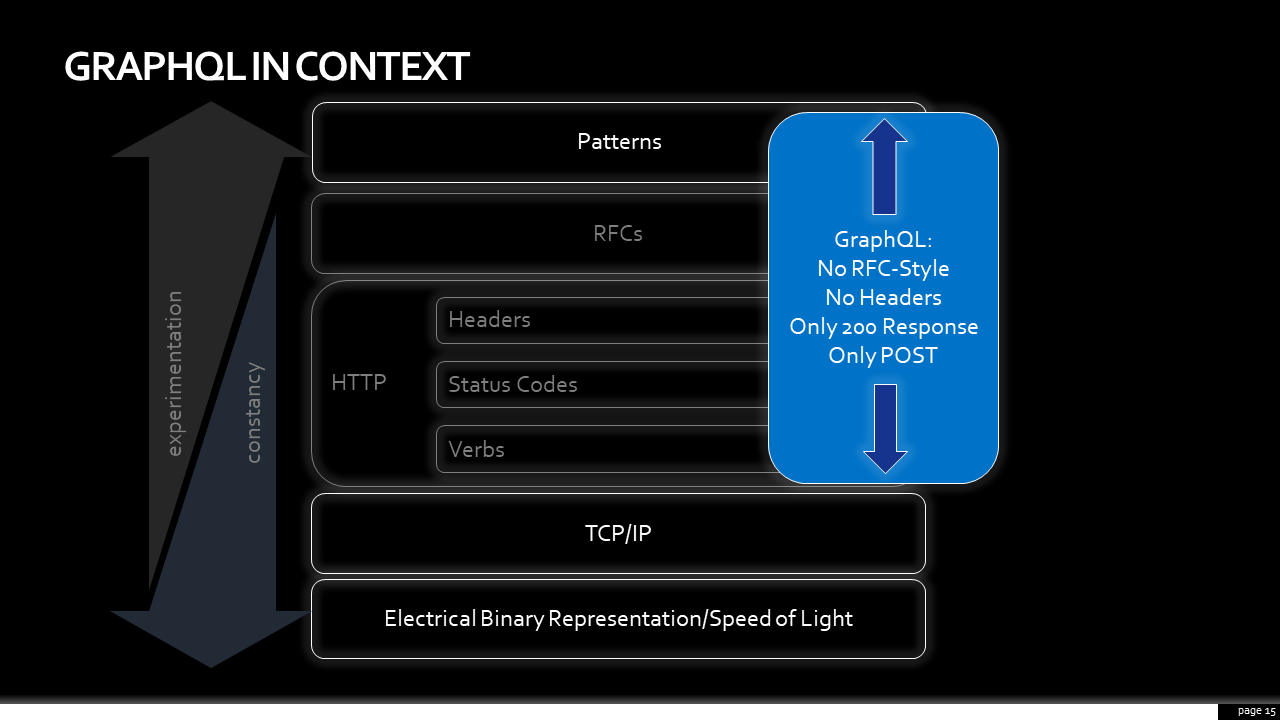 GRAPHQL IN CONTEXT
Patterns
RFCs
HTTP
Headers
Status Codes
Verbs
TCP/IP
Electrical Binary Representation/Speed of Light
GraphQL:
No RFC-Style
No Headers
Only 200 Response
Only POST
experimentation
constancy
page 15